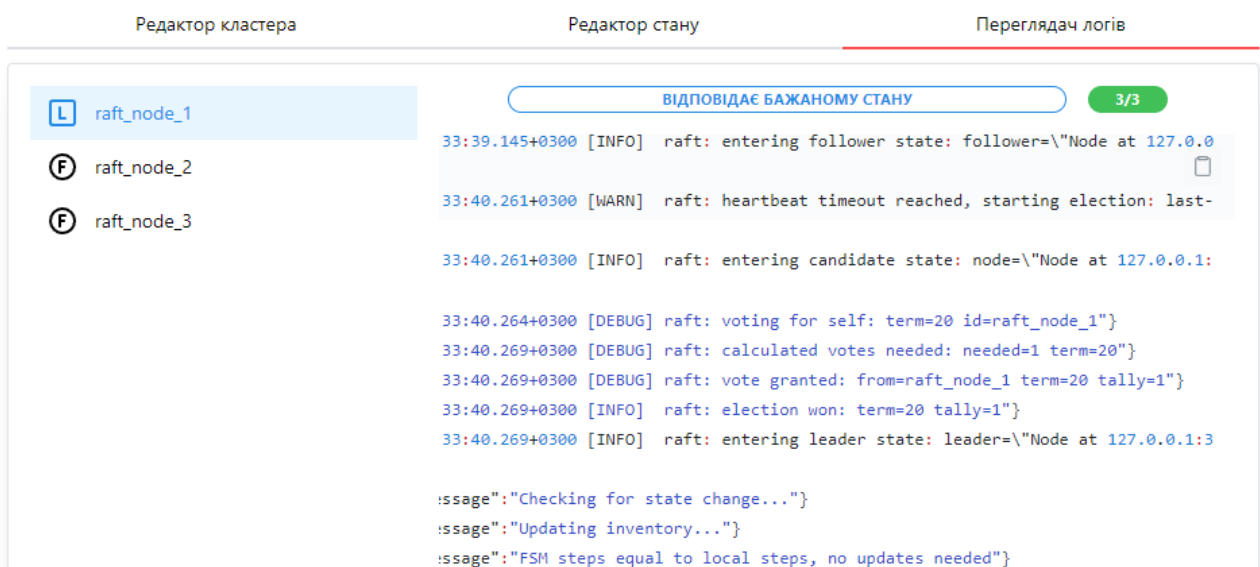 Редактор кластера
Редактор стану
Переглядач логів
L raft_node_1
F raft_node_2
F raft_node_3
ВІДПОВІДАЄ БАЖАНОМУ СТАНУ
3/3
33:39.145+0300 [INFO]  raft: entering follower state: follower=\"Node at 127.0.0
33:40.261+0300 [WARN]  raft: heartbeat timeout reached, starting election: last-
33:40.261+0300 [INFO]  raft: entering candidate state: node=\"Node at 127.0.0.1:
33:40.264+0300 [DEBUG] raft: voting for self: term=20 id=raft_node_1"}
33:40.269+0300 [DEBUG] raft: calculated votes needed: needed=1 term=20"}
33:40.269+0300 [DEBUG] raft: vote granted: from=raft_node_1 term=20 tally=1"}
33:40.269+0300 [INFO]  raft: election won: term=20 tally=1"}
33:40.269+0300 [INFO]  raft: entering leader state: leader=\"Node at 127.0.0.1:3
essage":"Checking for state change..."}
essage":"Updating inventory..."}
essage":"FSM steps equal to local steps, no updates needed"}